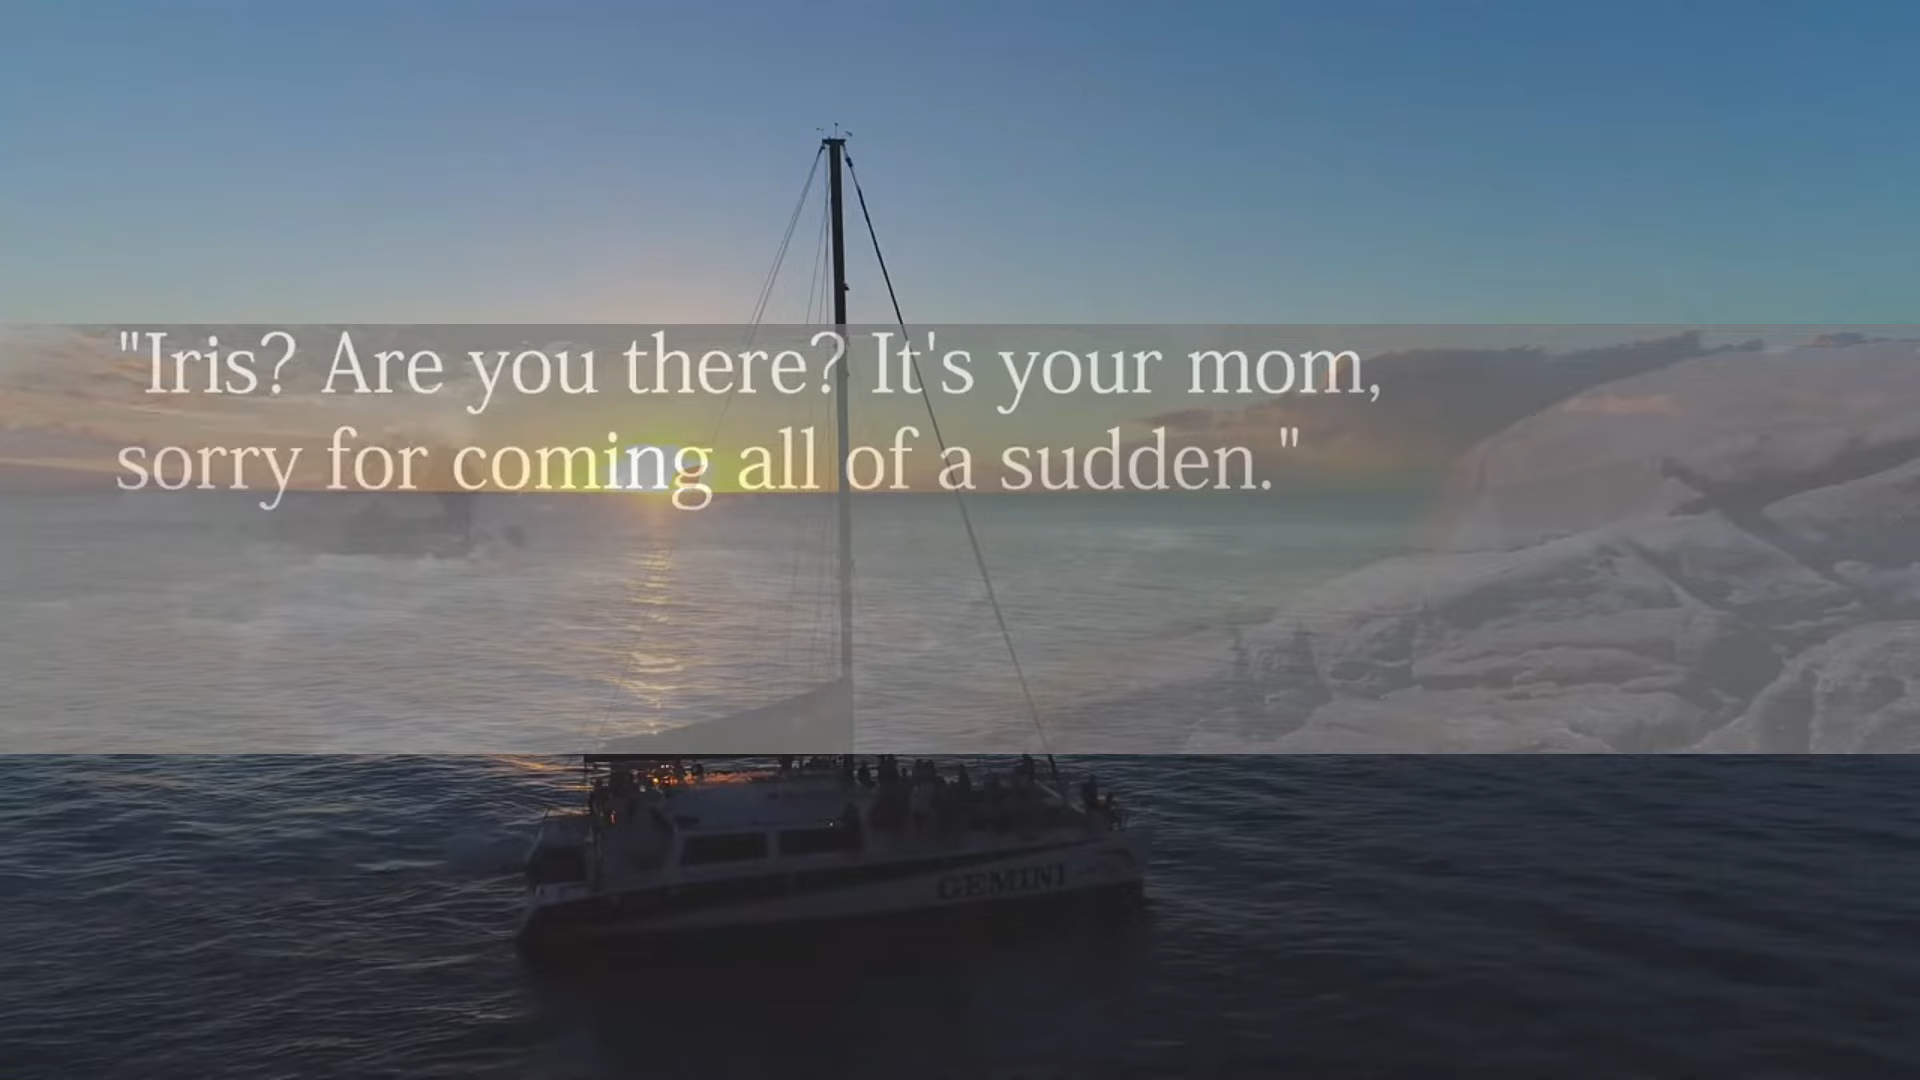 "Iris? Are you there? It's your mom,
sorry for coming all of a sudden."
GEMINI